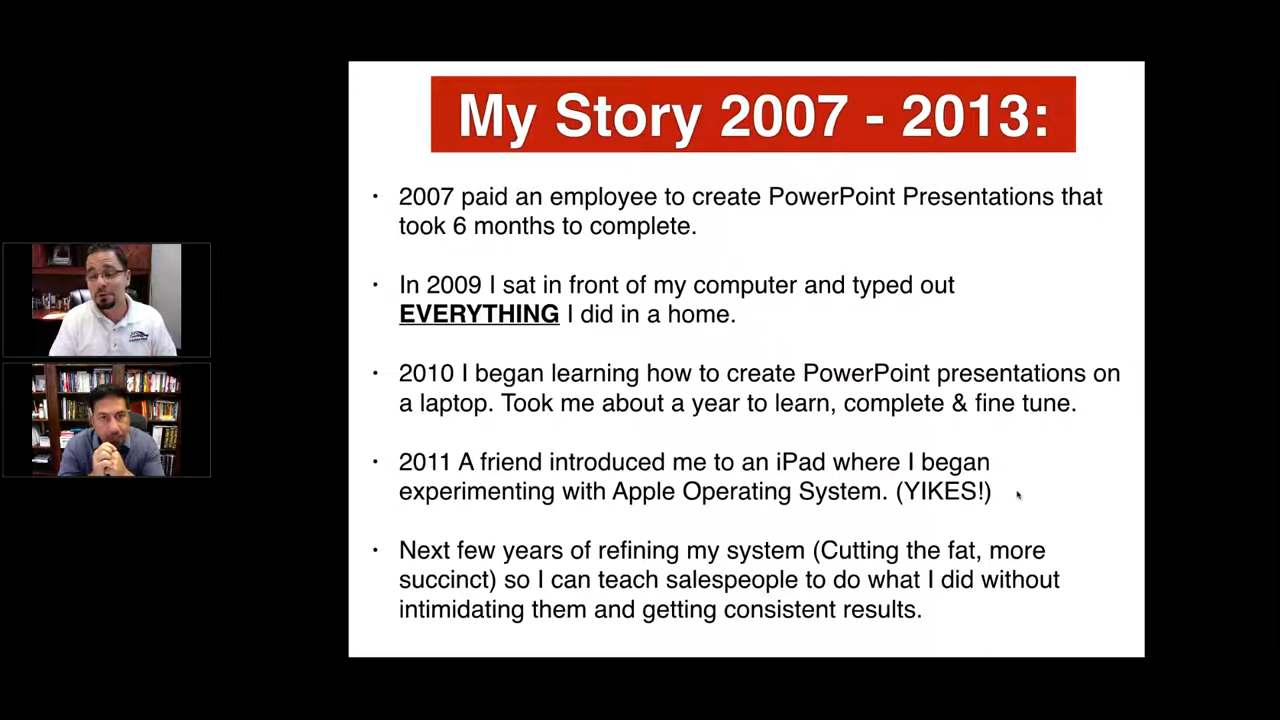 My Story 2007 - 2013:
• 2007 paid an employee to create PowerPoint Presentations that
took 6 months to complete.
• In 2009 I sat in front of my computer and typed out
EVERYTHING I did in a home.
• 2010 I began learning how to create PowerPoint presentations on
a laptop. Took me about a year to learn, complete & fine tune.
• 2011 A friend introduced me to an iPad where I began
experimenting with Apple Operating System. (YIKES!)
• Next few years of refining my system (Cutting the fat, more
succinct) so I can teach salespeople to do what I did without
intimidating them and getting consistent results.